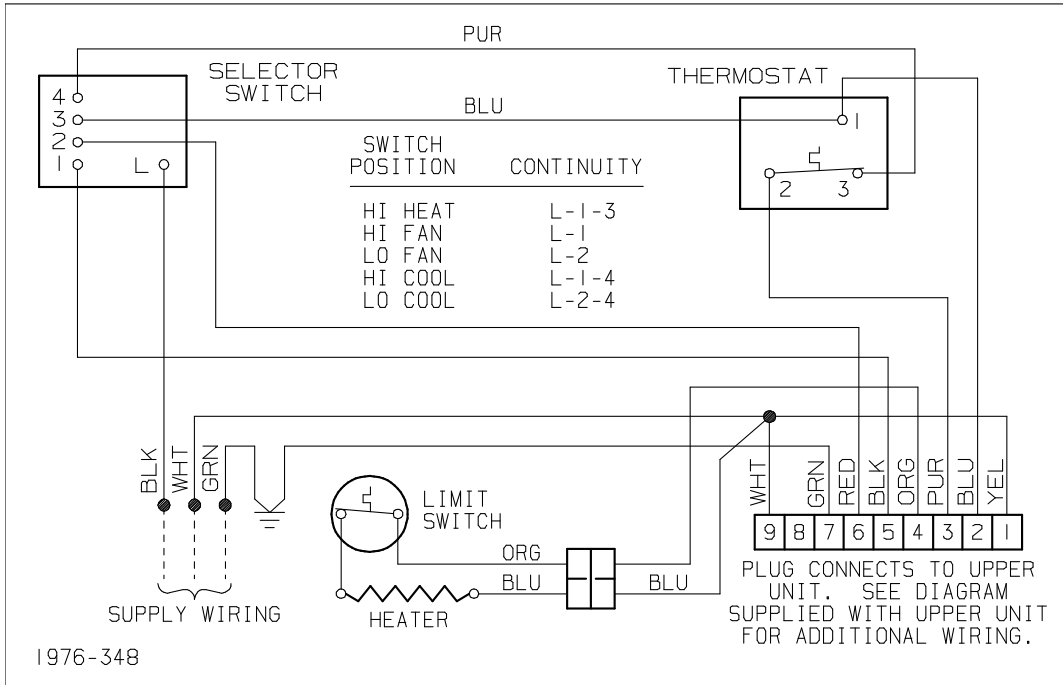 PUR
SELECTOR
SWITCH
THERMOSTAT
4
3
2
1
L
BLU
1
2
3
SWITCH
POSITION CONTINUITY
HI HEAT L-1-3
HI FAN L-1
LO FAN L-2
HI COOL L-1-4
LO COOL L-2-4
BLK
WHT
GRN
LIMIT
SWITCH
ORG
BLU
BLU
HEATER
SUPPLY WIRING
WHT
GRN
RED
BLK
ORG
PUR
BLU
YEL
9 8 7 6 5 4 3 2 1
PLUG CONNECTS TO UPPER
UNIT. SEE DIAGRAM
SUPPLIED WITH UPPER UNIT
FOR ADDITIONAL WIRING.
1976-348